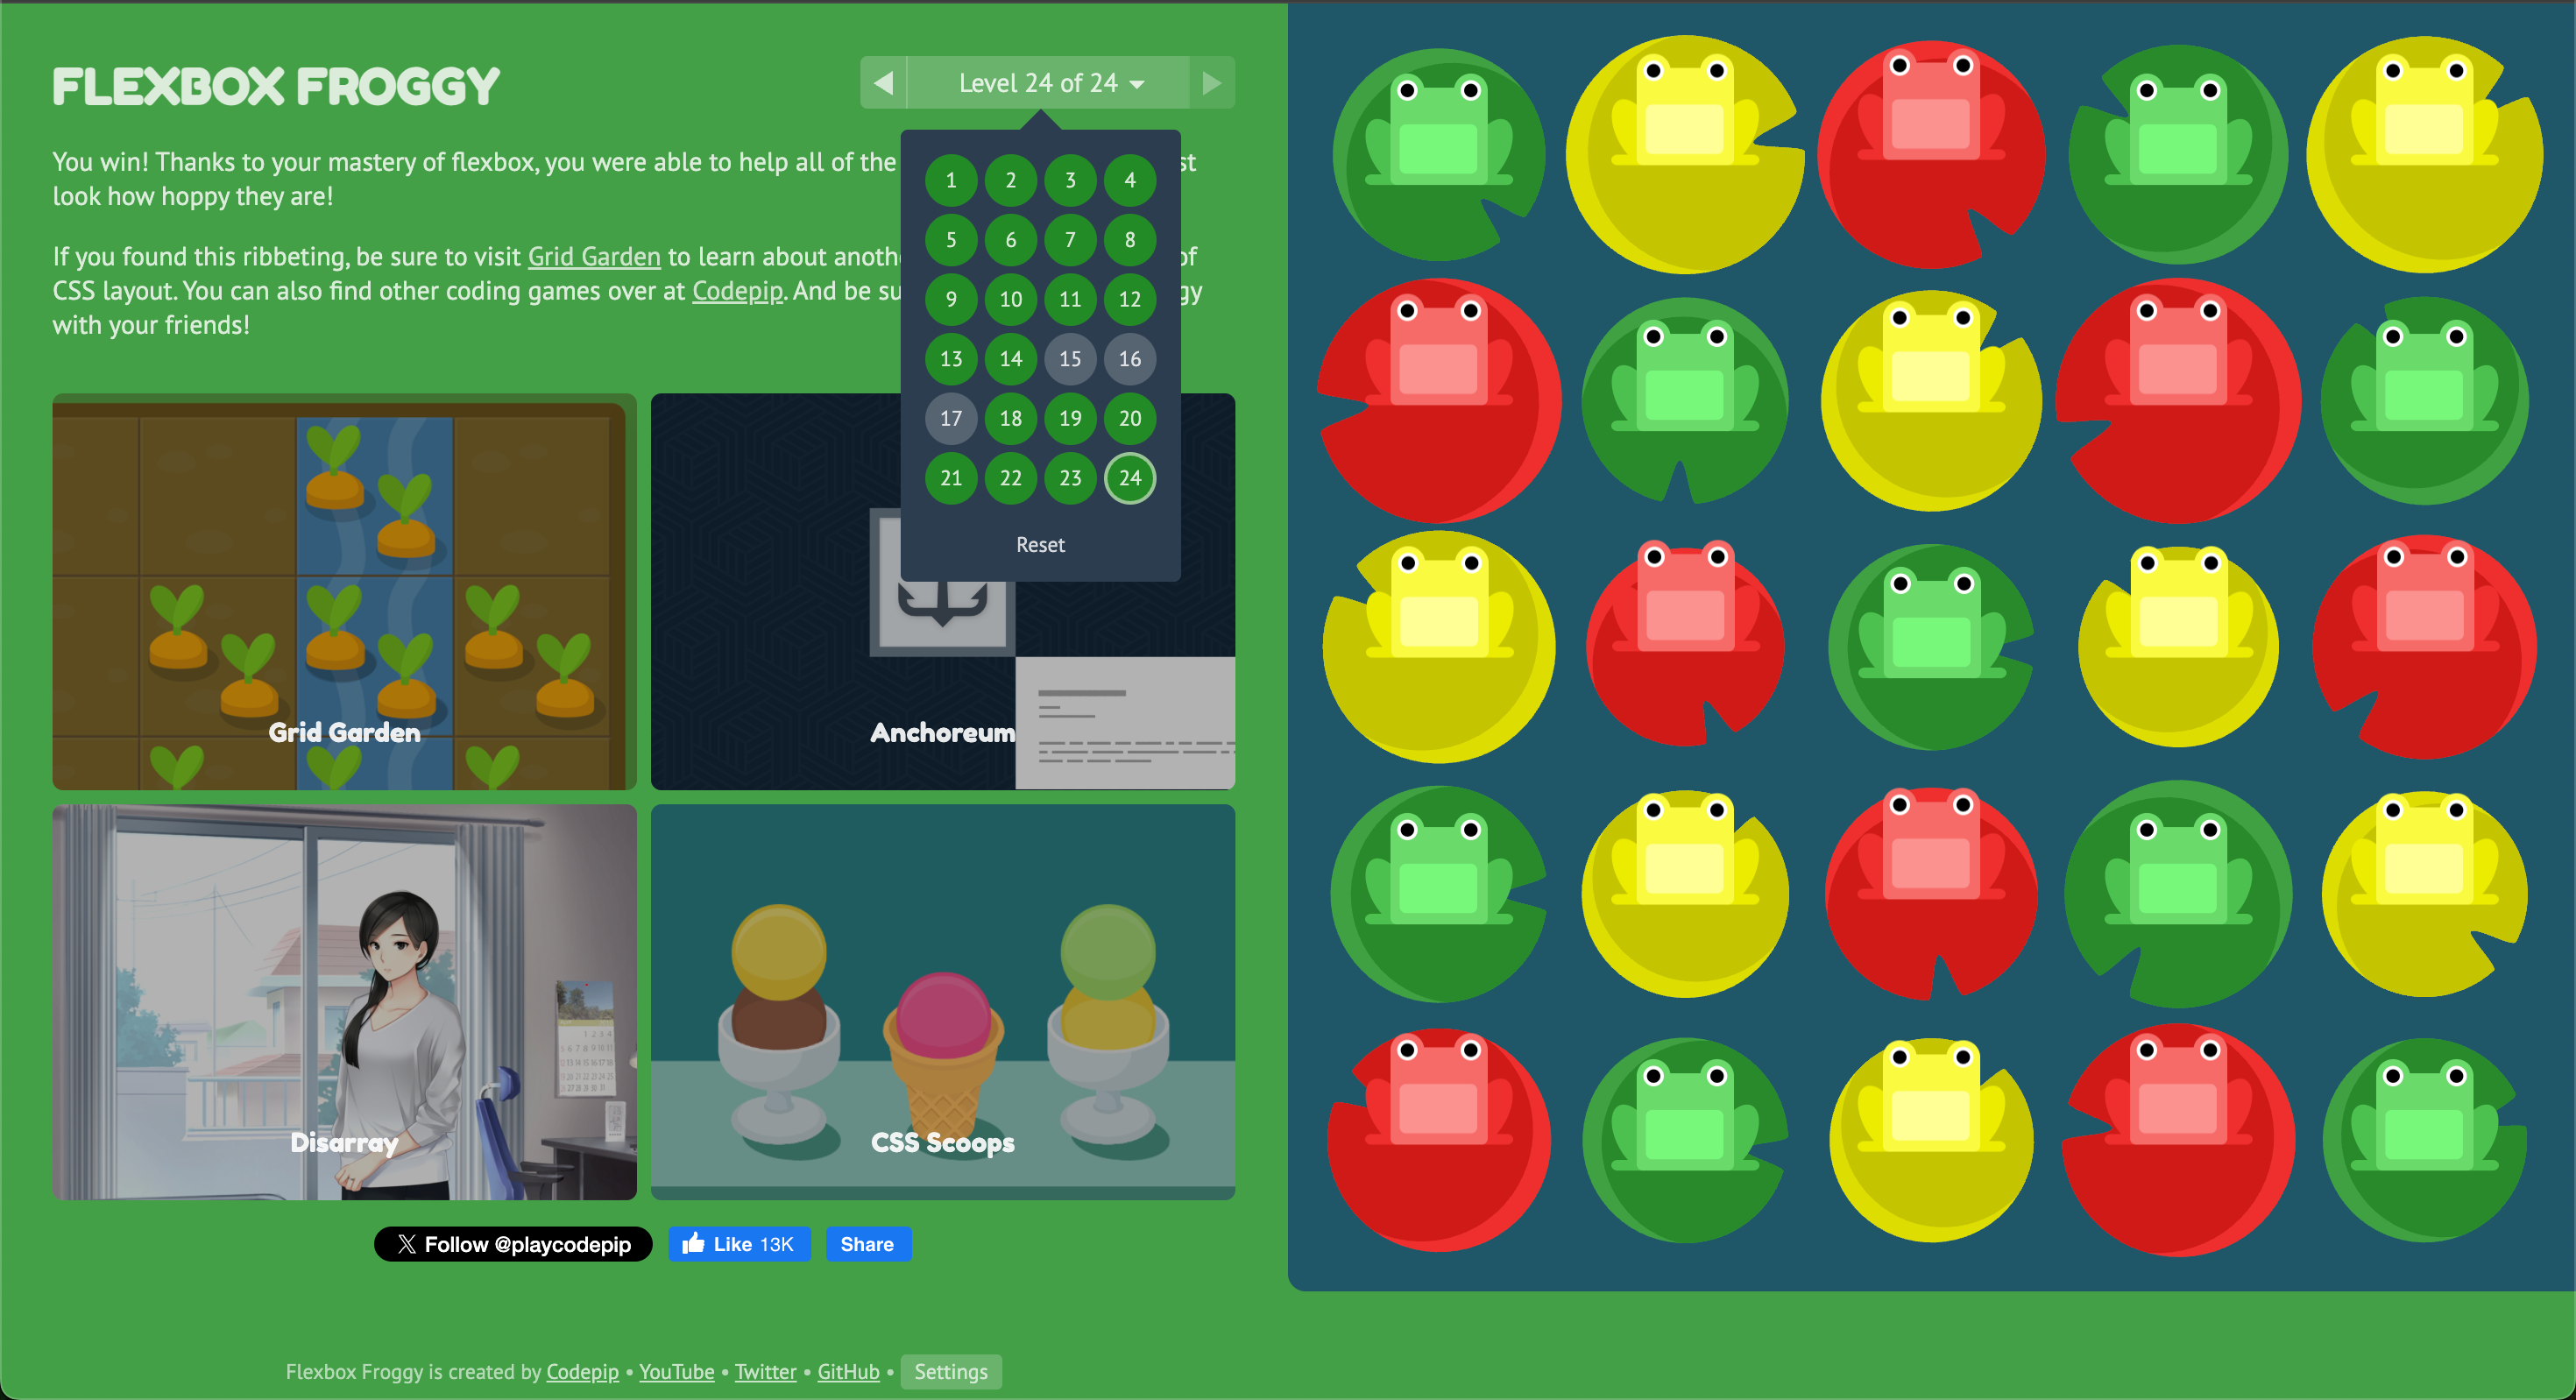 FLEXBOX FROGGY
Level 24 of 24
You win! Thanks to your mastery of flexbox, you were able to help all of the
st
look how hoppy they are!
If you found this ribbeting, be sure to visit Grid Garden to learn about
of
CSS layout. You can also find other coding games over at Codepip. And be
gy
with your friends!
1 2 3 4
5 6 7 8
9 10 11 12
13 14 15 16
17 18 19 20
21 22 23 24
Reset
Grid Garden
Anchoreum
Disarray
CSS Scoops
Follow @playcodepip
Like 13K
Share
Flexbox Froggy is created by Codepip • YouTube • Twitter • GitHub • Settings